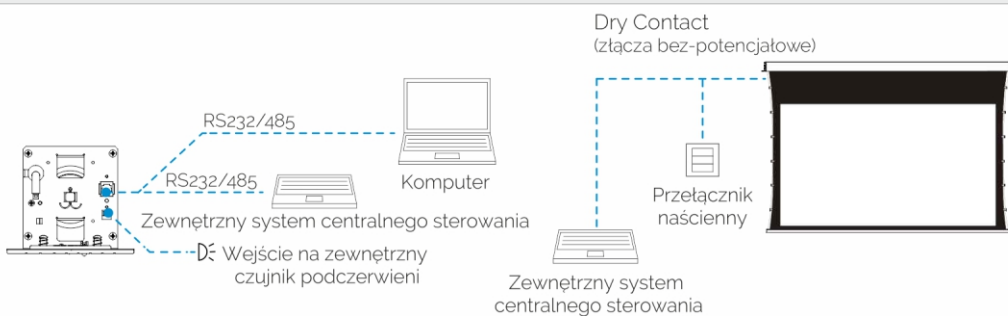 Dry Contact
(złącza bez-potencjałowe)
RS232/485
Komputer
RS232/485
Zewnętrzny system centralnego sterowania
Wejście na zewnętrzny
czujnik podczerwieni
Przełącznik
naścienny
Zewnętrzny system
centralnego sterowania